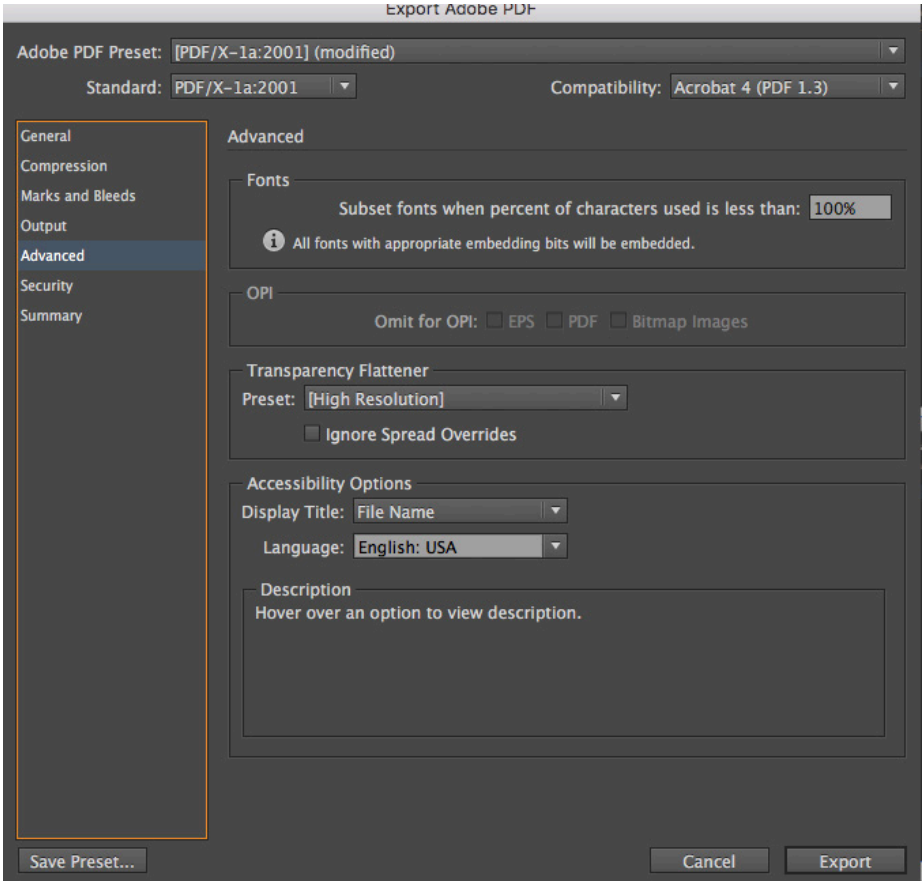 Export Adobe PDF
Adobe PDF Preset: [PDF/X-1a:2001] (modified)
Standard: PDF/X-1a:2001 Compatibility: Acrobat 4 (PDF 1.3)
General
Compression
Marks and Bleeds
Output
Advanced
Security
Summary
Advanced
Fonts
Subset fonts when percent of characters used is less than: 100%
i All fonts with appropriate embedding bits will be embedded.
OPI
Omit for OPI: EPS PDF Bitmap Images
Transparency Flattener
Preset: [High Resolution]
Ignore Spread Overrides
Accessibility Options
Display Title: File Name
Language: English: USA
Description
Hover over an option to view description.
Save Preset... Cancel Export